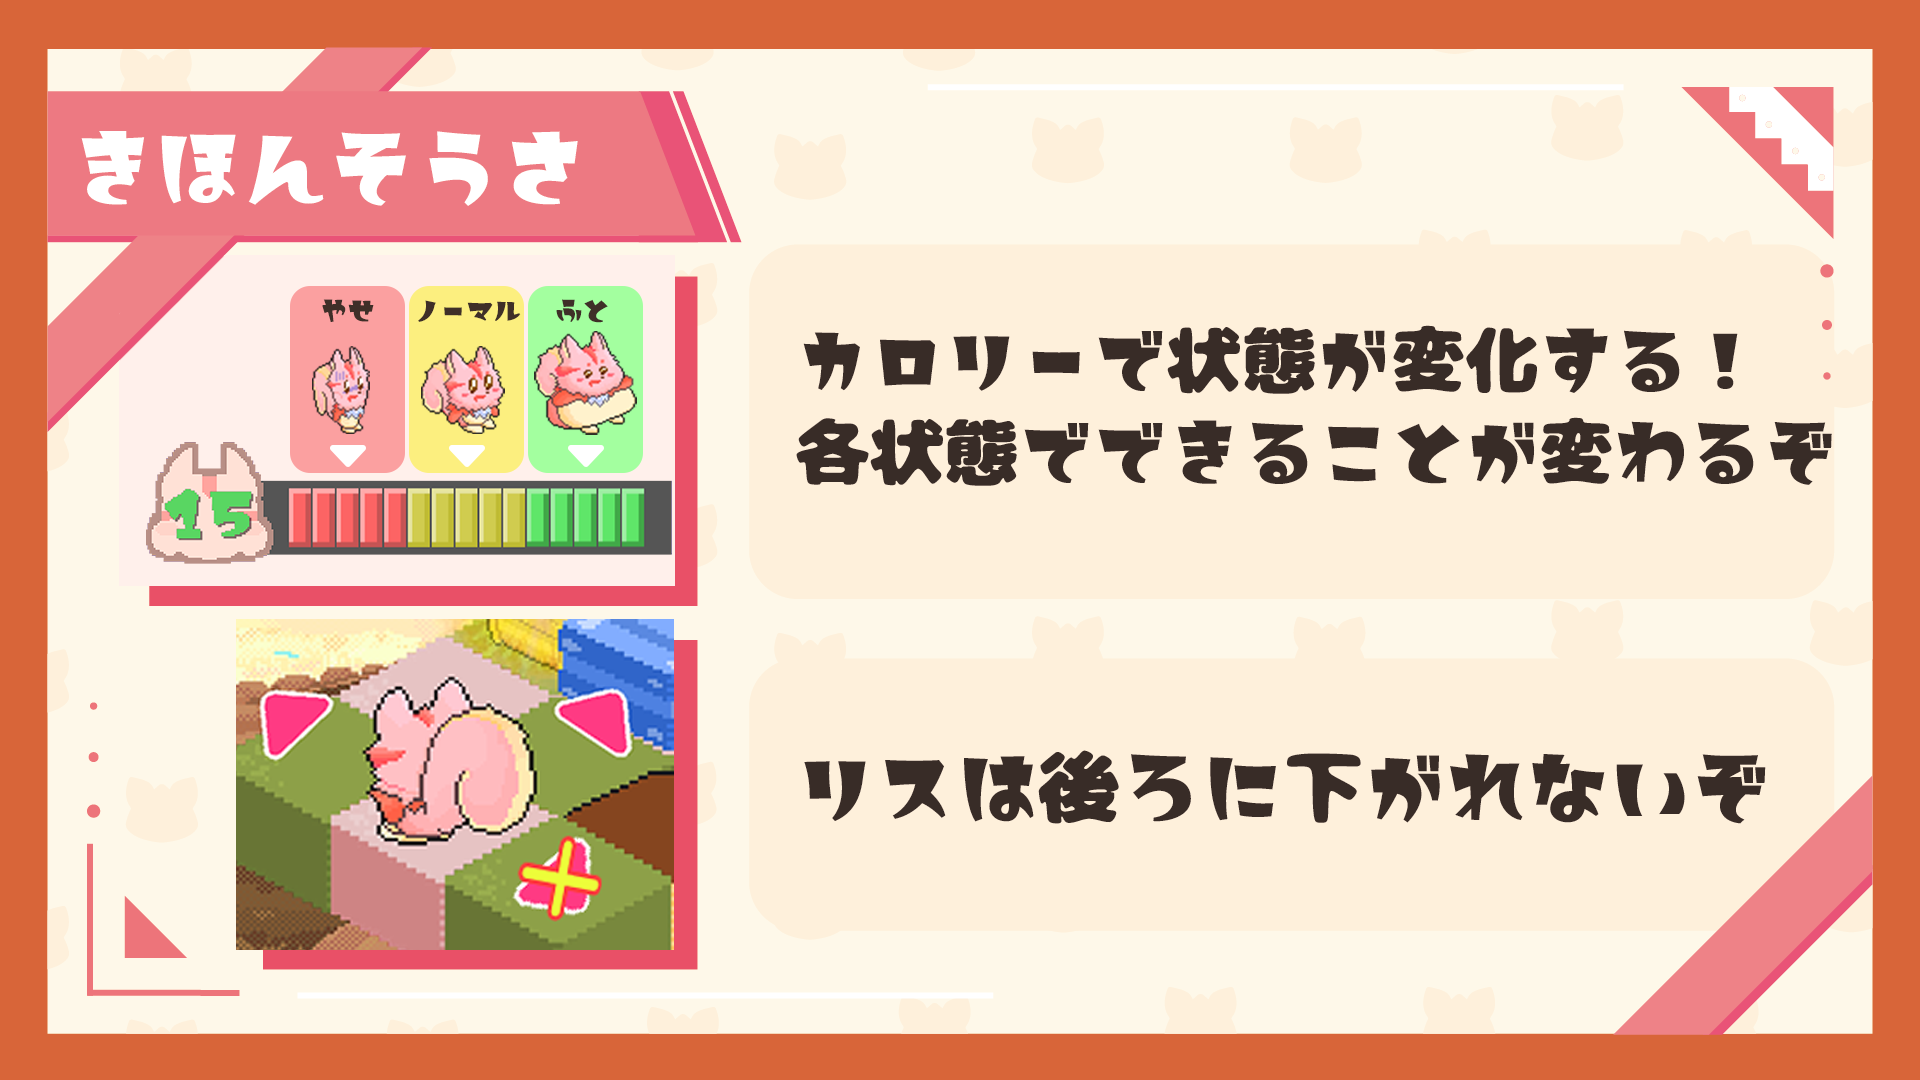 きほんそうさ
やせ
ノーマル
ふと
15
カロリーで状態が変化する！
各状態でできることが変わるぞ
リスは後ろに下がれないぞ